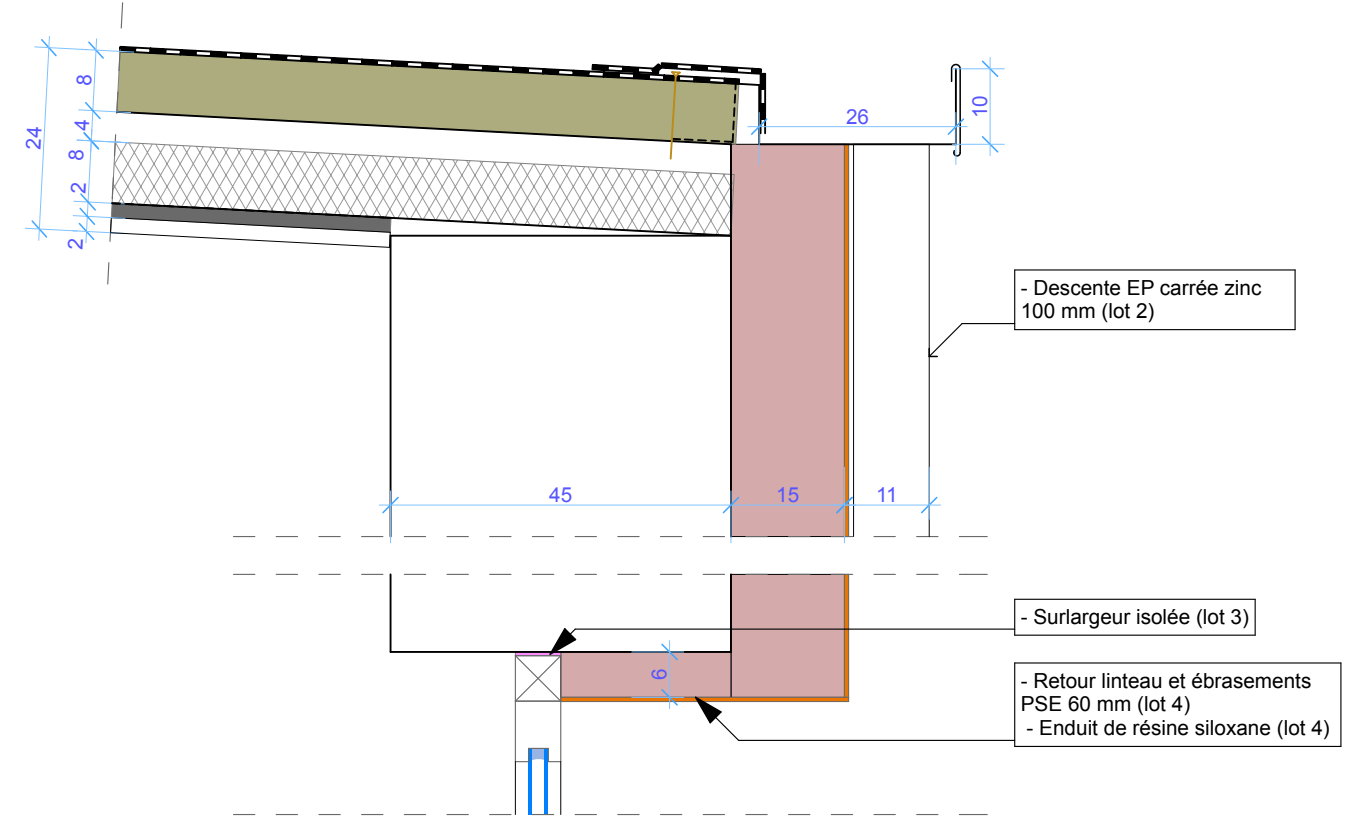 8
4
24
8
2
2
26
10
- Descente EP carrée zinc
100 mm (lot 2)
45
15
11
- Surlargeur isolée (lot 3)
6
- Retour linteau et ébrasements
PSE 60 mm (lot 4)
- Enduit de résine siloxane (lot 4)